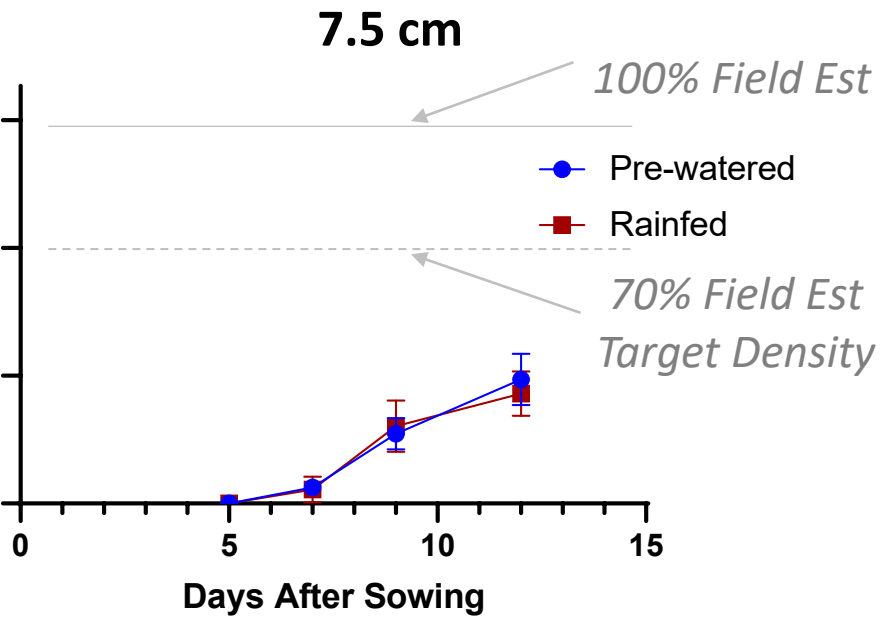 7.5 cm
100% Field Est
Pre-watered
Rainfed
70% Field Est
Target Density
0 5 10 15
Days After Sowing